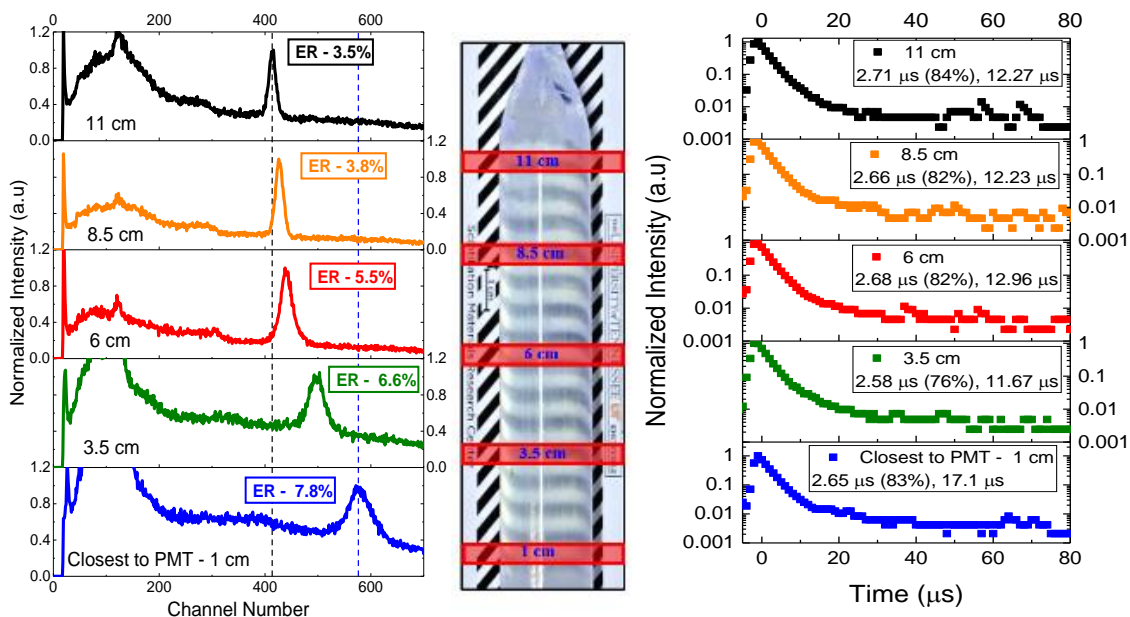 0 200 400 600
1.2
0.8
0.4
0.0
ER - 3.5%
11 cm
1.2
0.8
0.4
0.0
ER - 3.8%
8.5 cm
1.2
0.8
0.4
0.0
ER - 5.5%
6 cm
1.2
0.8
0.4
0.0
ER - 6.6%
3.5 cm
1.2
0.8
0.4
0.0
ER - 7.8%
Closest to PMT - 1 cm
0 200 400 600
Channel Number
Normalized Intensity (a.u)
11 cm
8.5 cm
6 cm
3.5 cm
1 cm
0 20 40 60 80
1
0.1
0.01
0.001
11 cm
2.71 μs (84%), 12.27 μs
1
0.1
0.01
0.001
8.5 cm
2.66 μs (82%), 12.23 μs
1
0.1
0.01
0.001
6 cm
2.68 μs (82%), 12.96 μs
1
0.1
0.01
0.001
3.5 cm
2.58 μs (76%), 11.67 μs
1
0.1
0.01
0.001
Closest to PMT - 1 cm
2.65 μs (83%), 17.1 μs
0 20 40 60 80
Time (μs)
Normalized Intensity (a.u)